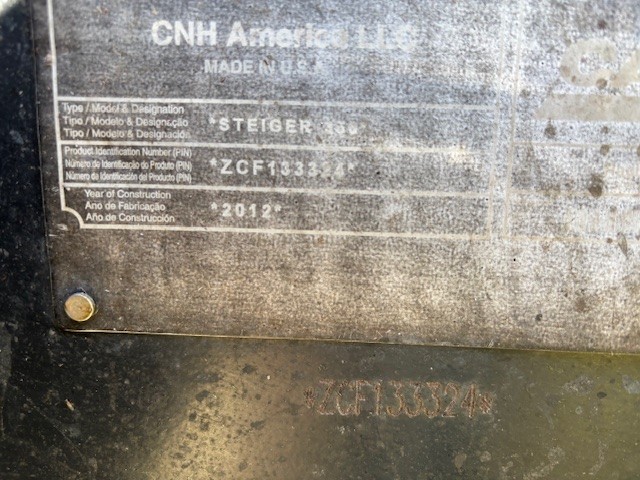 CNH America LLC
MADE IN U.S.A.
Type / Model & Designation
Tipo / Modelo & Designação
Tipo / Modelo & Designación
*STEIGER
Product Identification Number (PIN)
Número de Identificação do Produto (PIN)
Número de Identificación del Producto (PIN)
*ZCF133324*
Year of Construction
Ano de Fabricação
Año de Construcción
*2012*
*ZCF133324*